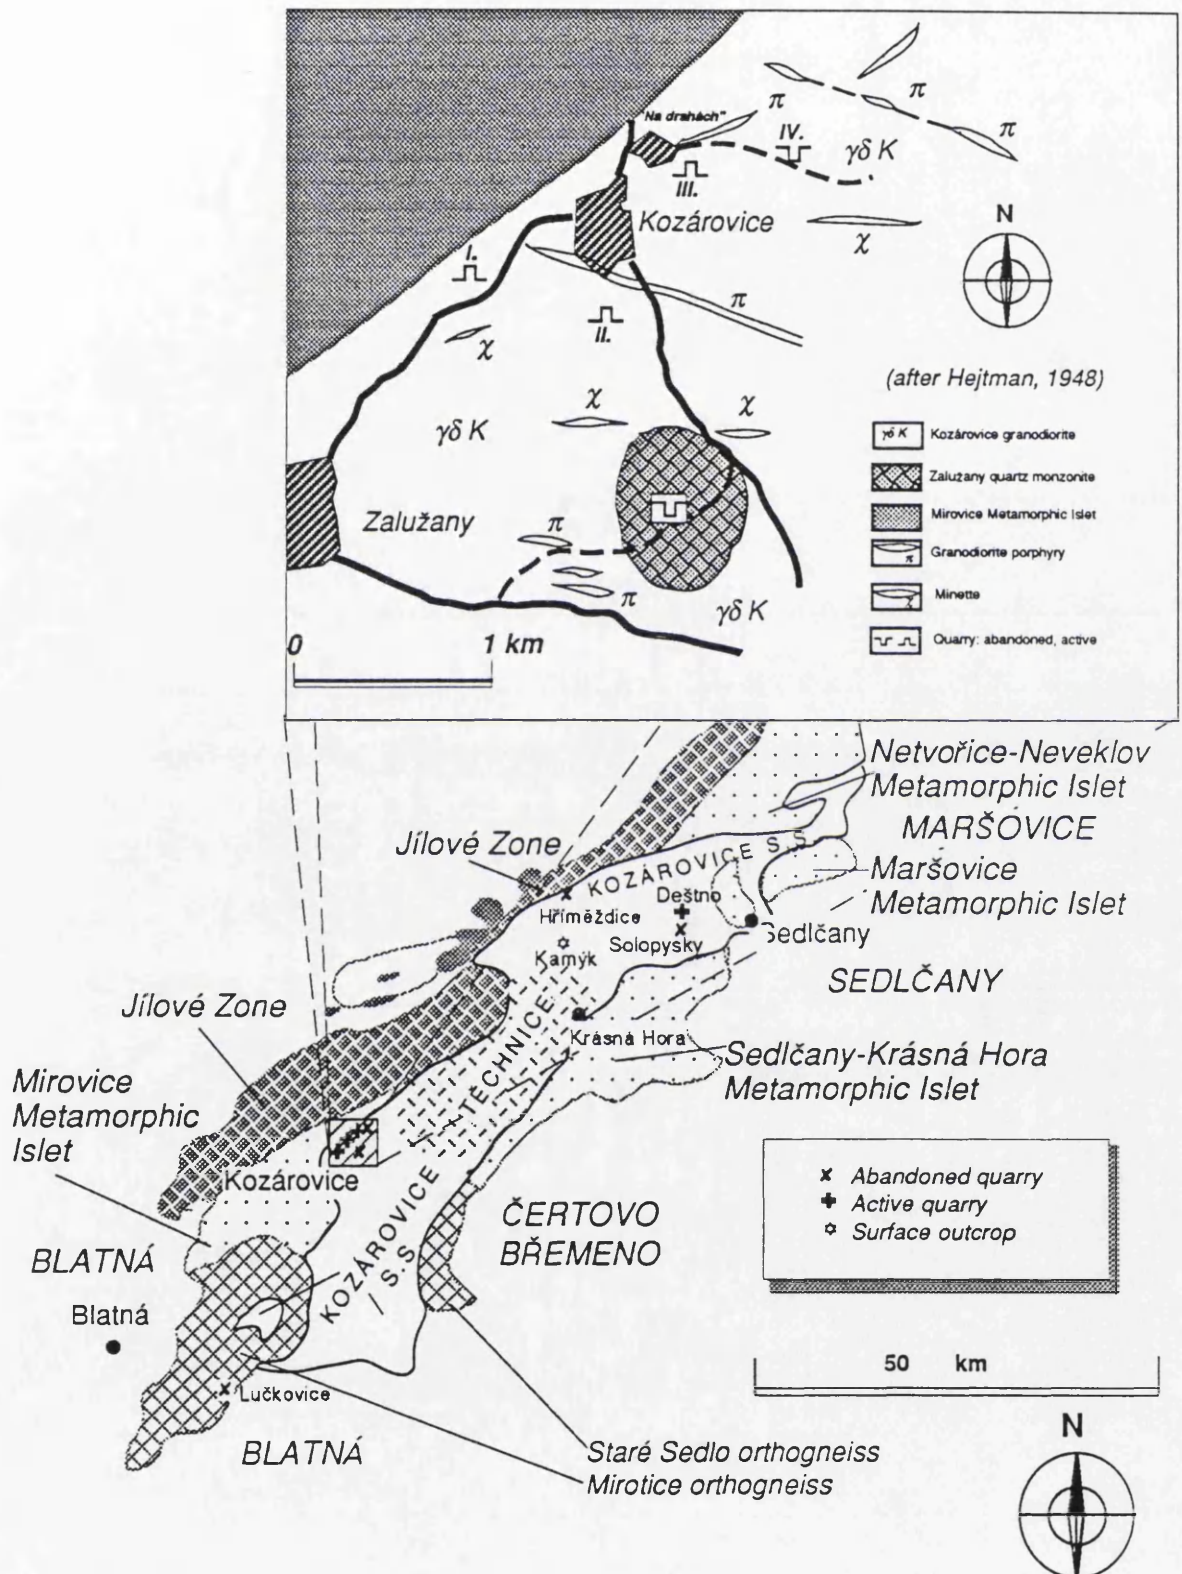 "Na drahách"
π
π
π
IV.
γδ K
III.
Kozárovice
χ
N
I.
π
II.
χ
(after Hejtman, 1948)
χ
χ
γδ K
γδ K Kozárovice granodiorite
Zalužany quartz monzonite
Mirovice Metamorphic Islet
Zalužany
π
π Granodiorite porphyry
π
χ Minette
γδ K
Quarry: abandoned, active
0 1 km
Netvořice-Neveklov
Metamorphic Islet
MARŠOVICE
Jílové Zone
KOZÁROVICE S.S.
Maršovice
Metamorphic Islet
Deštno
Hříměždice
Solopysky
Sedlčany
Kamýk
SEDLČANY
Jílové Zone
TĚCHNICE
Krásná Hora
Sedlčany-Krásná Hora
Metamorphic Islet
Mirovice
Metamorphic
Islet
Kozárovice
KOZÁROVICE
S.S.
ČERTOVO
BŘEMENO
Abandoned quarry
Active quarry
Surface outcrop
BLATNÁ
Blatná
50 km
Lučkovice
BLATNÁ
N
Staré Sedlo orthogneiss
Mirotice orthogneiss